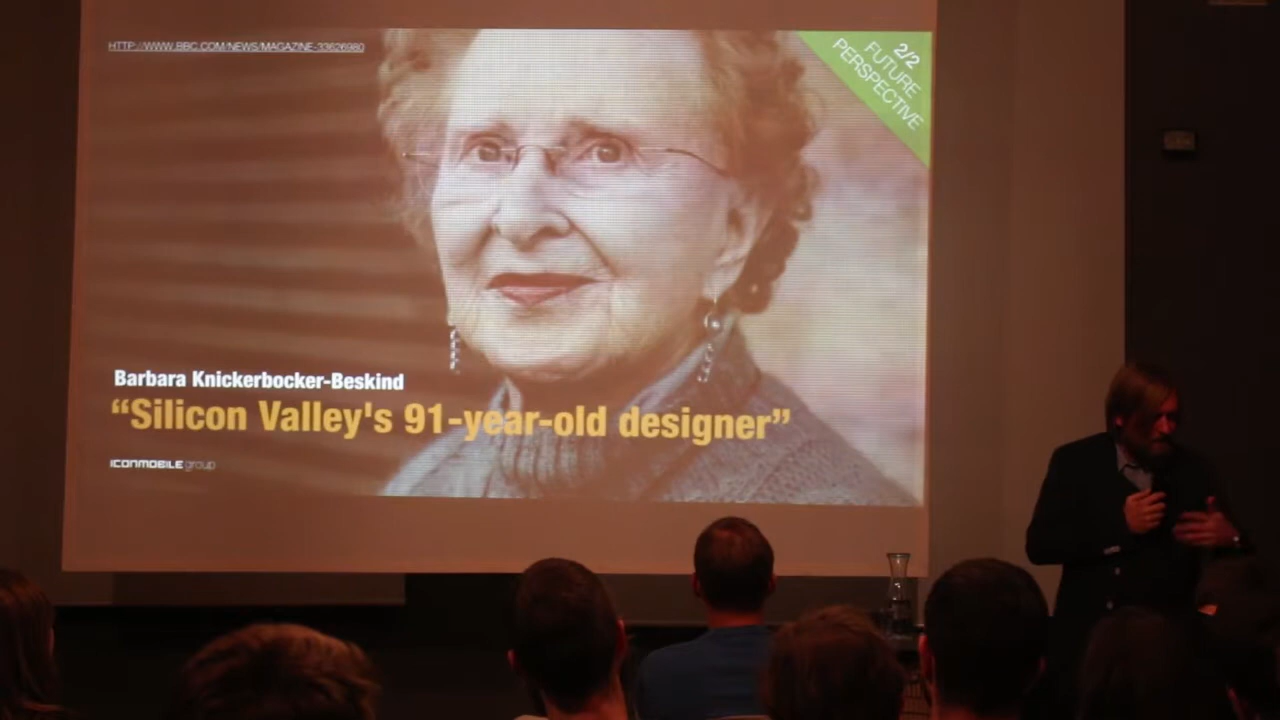 HTTP://WWW.BBC.COM/NEWS/MAGAZINE-33626980
2/2
FUTURE
PERSPECTIVE
Barbara Knickerbocker-Beskind
“Silicon Valley's 91-year-old designer”
ICONMOBILE group